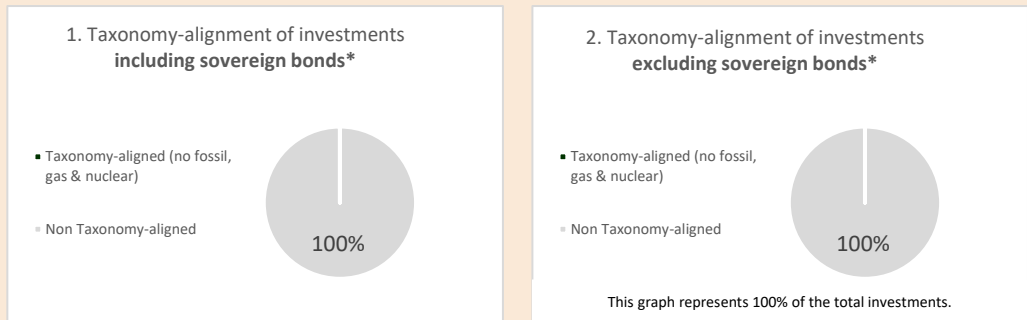 1. Taxonomy-alignment of investments
including sovereign bonds*
Taxonomy-aligned (no fossil,
gas & nuclear)
Non Taxonomy-aligned
100%
2. Taxonomy-alignment of investments
excluding sovereign bonds*
Taxonomy-aligned (no fossil,
gas & nuclear)
Non Taxonomy-aligned
100%
This graph represents 100% of the total investments.